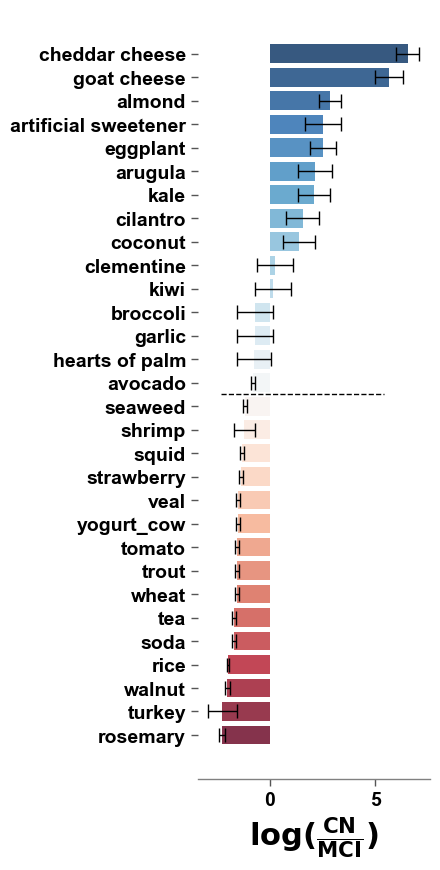 cheddar cheese
goat cheese
almond
artificial sweetener
eggplant
arugula
kale
cilantro
coconut
clementine
kiwi
broccoli
garlic
hearts of palm
avocado
seaweed
shrimp
squid
strawberry
veal
yogurt_cow
tomato
trout
wheat
tea
soda
rice
walnut
turkey
rosemary
0 5
log(CN/MCI)